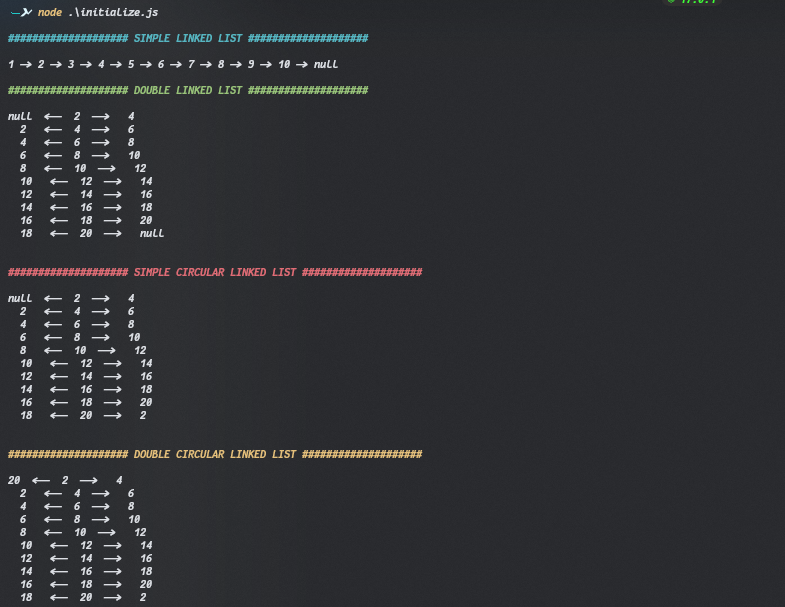 node .\initialize.js
#################### SIMPLE LINKED LIST ####################
1 → 2 → 3 → 4 → 5 → 6 → 7 → 8 → 9 → 10 → null
#################### DOUBLE LINKED LIST ####################
null ⟵ 2 ⟶ 4
2 ⟵ 4 ⟶ 6
4 ⟵ 6 ⟶ 8
6 ⟵ 8 ⟶ 10
8 ⟵ 10 ⟶ 12
10 ⟵ 12 ⟶ 14
12 ⟵ 14 ⟶ 16
14 ⟵ 16 ⟶ 18
16 ⟵ 18 ⟶ 20
18 ⟵ 20 ⟶ null
#################### SIMPLE CIRCULAR LINKED LIST ####################
null ⟵ 2 ⟶ 4
2 ⟵ 4 ⟶ 6
4 ⟵ 6 ⟶ 8
6 ⟵ 8 ⟶ 10
8 ⟵ 10 ⟶ 12
10 ⟵ 12 ⟶ 14
12 ⟵ 14 ⟶ 16
14 ⟵ 16 ⟶ 18
16 ⟵ 18 ⟶ 20
18 ⟵ 20 ⟶ 2
#################### DOUBLE CIRCULAR LINKED LIST ####################
20 ⟵ 2 ⟶ 4
2 ⟵ 4 ⟶ 6
4 ⟵ 6 ⟶ 8
6 ⟵ 8 ⟶ 10
8 ⟵ 10 ⟶ 12
10 ⟵ 12 ⟶ 14
12 ⟵ 14 ⟶ 16
14 ⟵ 16 ⟶ 18
16 ⟵ 18 ⟶ 20
18 ⟵ 20 ⟶ 2